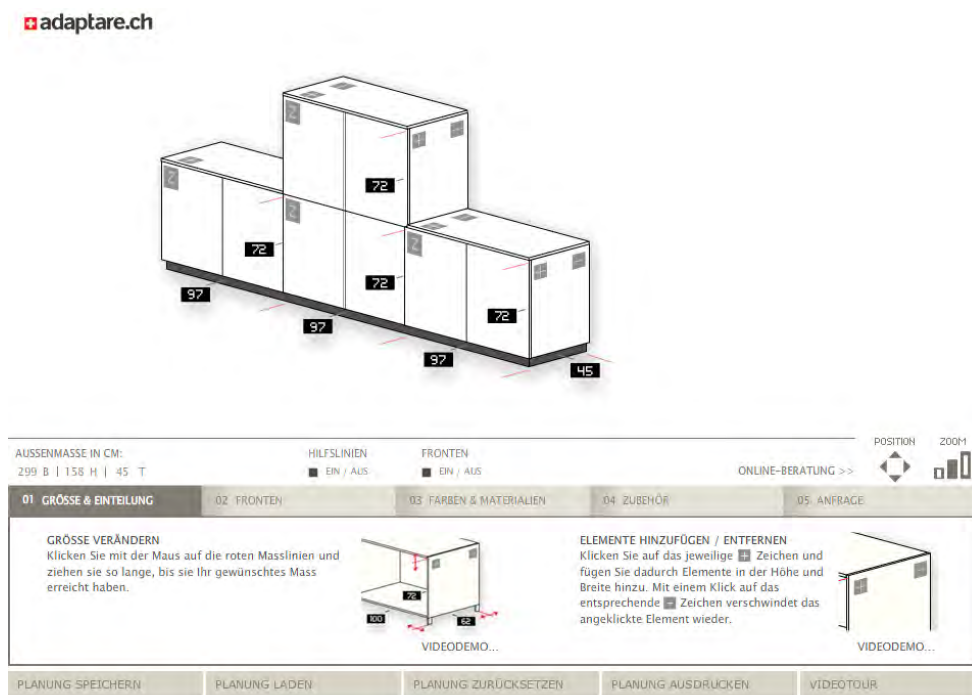 adaptare.ch
Z
+ -
Z
72
Z
Z
72
72
+ -
72
97
97
97
45
POSITION ZOOM
AUSSENMASSE IN CM:
299 B | 158 H | 45 T
HILFSLINIEN
EIN / AUS
FRONTEN
EIN / AUS
ONLINE-BERATUNG >>
01 GRÖSSE & EINTEILUNG
02 FRONTEN
03 FARBEN & MATERIALIEN
04 ZUBEHÖR
05 ANFRAGE
GRÖSSE VERÄNDERN
Klicken Sie mit der Maus auf die roten Masslinien und
ziehen sie so lange, bis sie Ihr gewünschtes Mass
erreicht haben.
72
100
62
VIDEODEMO...
ELEMENTE HINZUFÜGEN / ENTFERNEN
Klicken Sie auf das jeweilige + Zeichen und
fügen Sie dadurch Elemente in der Höhe und
Breite hinzu. Mit einem Klick auf das
entsprechende - Zeichen verschwindet das
angeklickte Element wieder.
VIDEODEMO...
PLANUNG SPEICHERN
PLANUNG LADEN
PLANUNG ZURÜCKSETZEN
PLANUNG AUSDRUCKEN
VIDEOTOUR